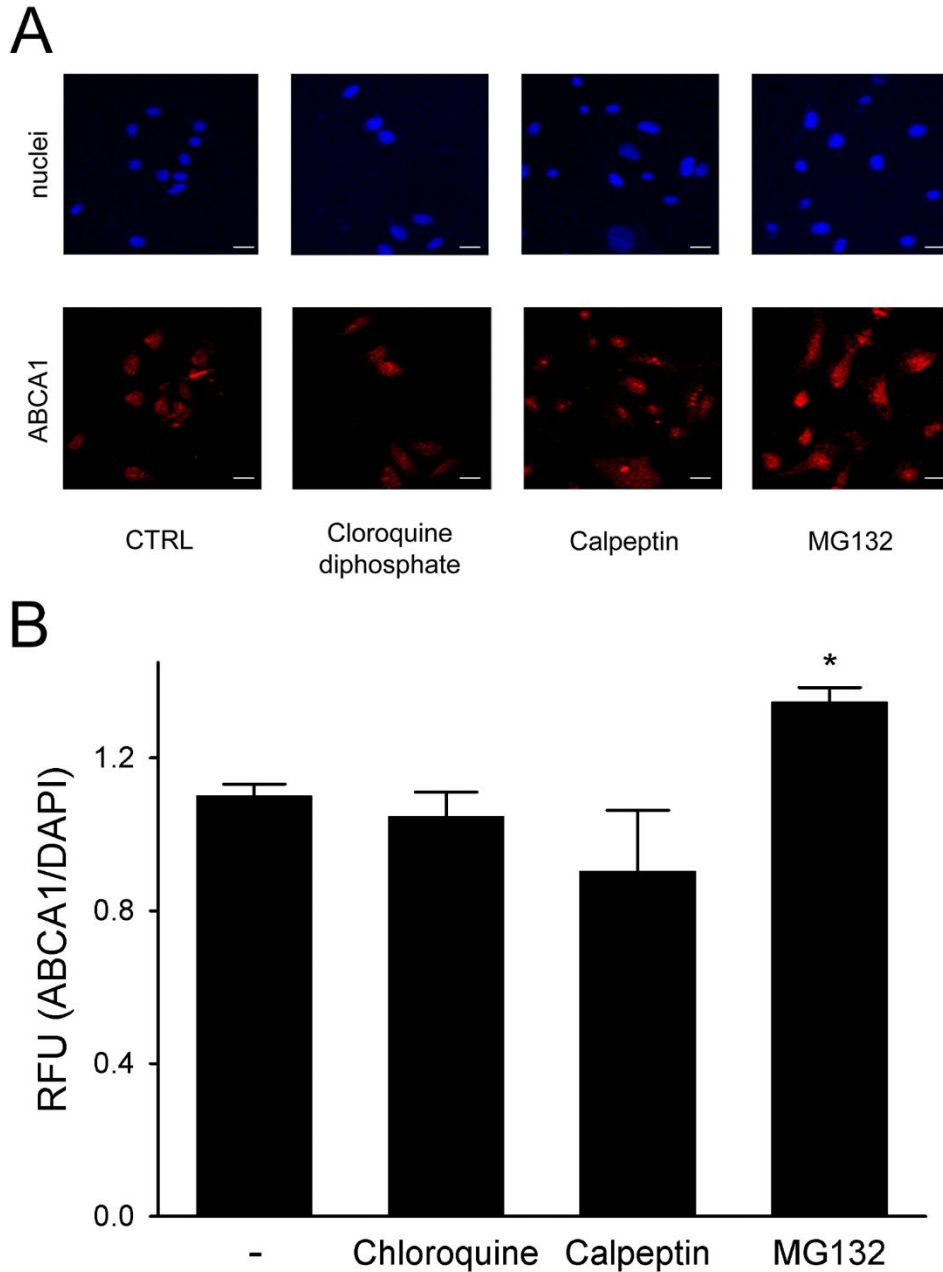 A
nuclei
ABCA1
CTRL
Cloroquine
diphosphate
Calpeptin
MG132
B
RFU (ABCA1/DAPI)
*
1.2
0.8
0.4
0.0
-
Chloroquine
Calpeptin
MG132